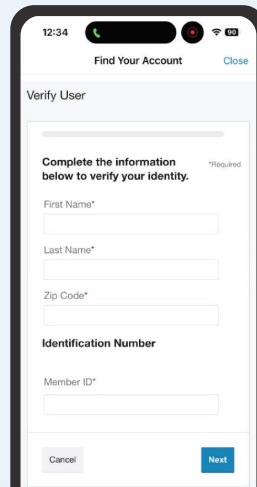 12:34
90
Find Your Account
Close
Verify User
Complete the information
below to verify your identity.
*Required
First Name*
Last Name*
Zip Code*
Identification Number
Member ID*
Cancel
Next